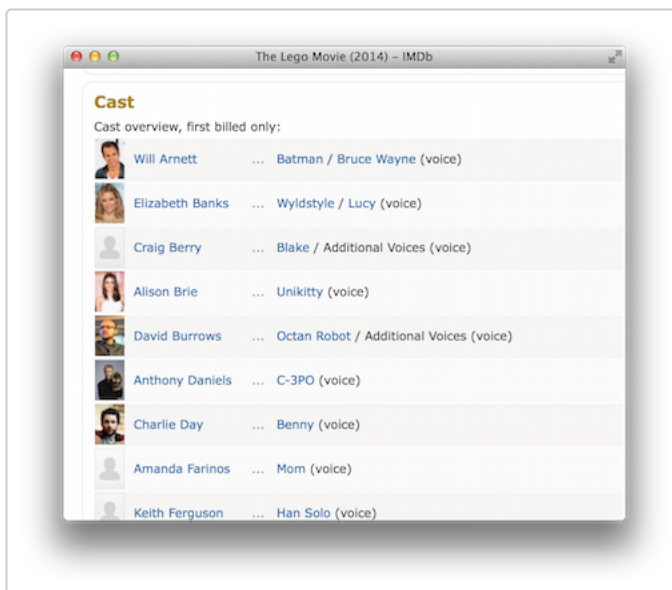 The Lego Movie (2014) – IMDb
Cast
Cast overview, first billed only:
Will Arnett ... Batman / Bruce Wayne (voice)
Elizabeth Banks ... Wyldstyle / Lucy (voice)
Craig Berry ... Blake / Additional Voices (voice)
Alison Brie ... Unikitty (voice)
David Burrows ... Octan Robot / Additional Voices (voice)
Anthony Daniels ... C-3PO (voice)
Charlie Day ... Benny (voice)
Amanda Farinos ... Mom (voice)
Keith Ferguson ... Han Solo (voice)